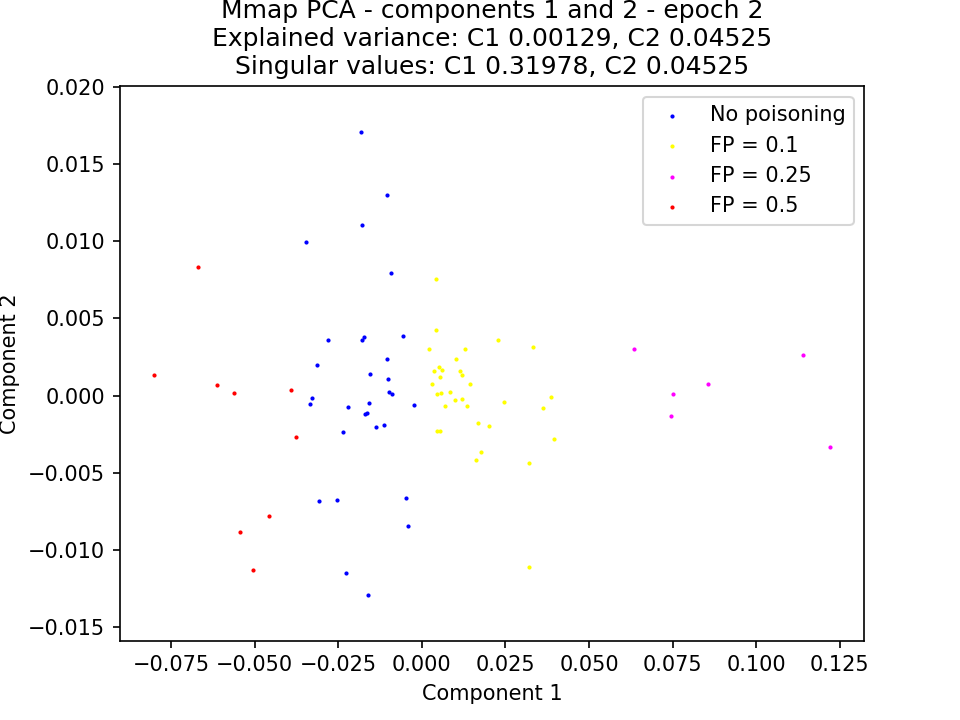 Mmap PCA - components 1 and 2 - epoch 2
Explained variance: C1 0.00129, C2 0.04525
Singular values: C1 0.31978, C2 0.04525
No poisoning
FP = 0.1
FP = 0.25
FP = 0.5
Component 2
0.020
0.015
0.010
0.005
0.000
−0.005
−0.010
−0.015
−0.075 −0.050 −0.025 0.000 0.025 0.050 0.075 0.100 0.125
Component 1